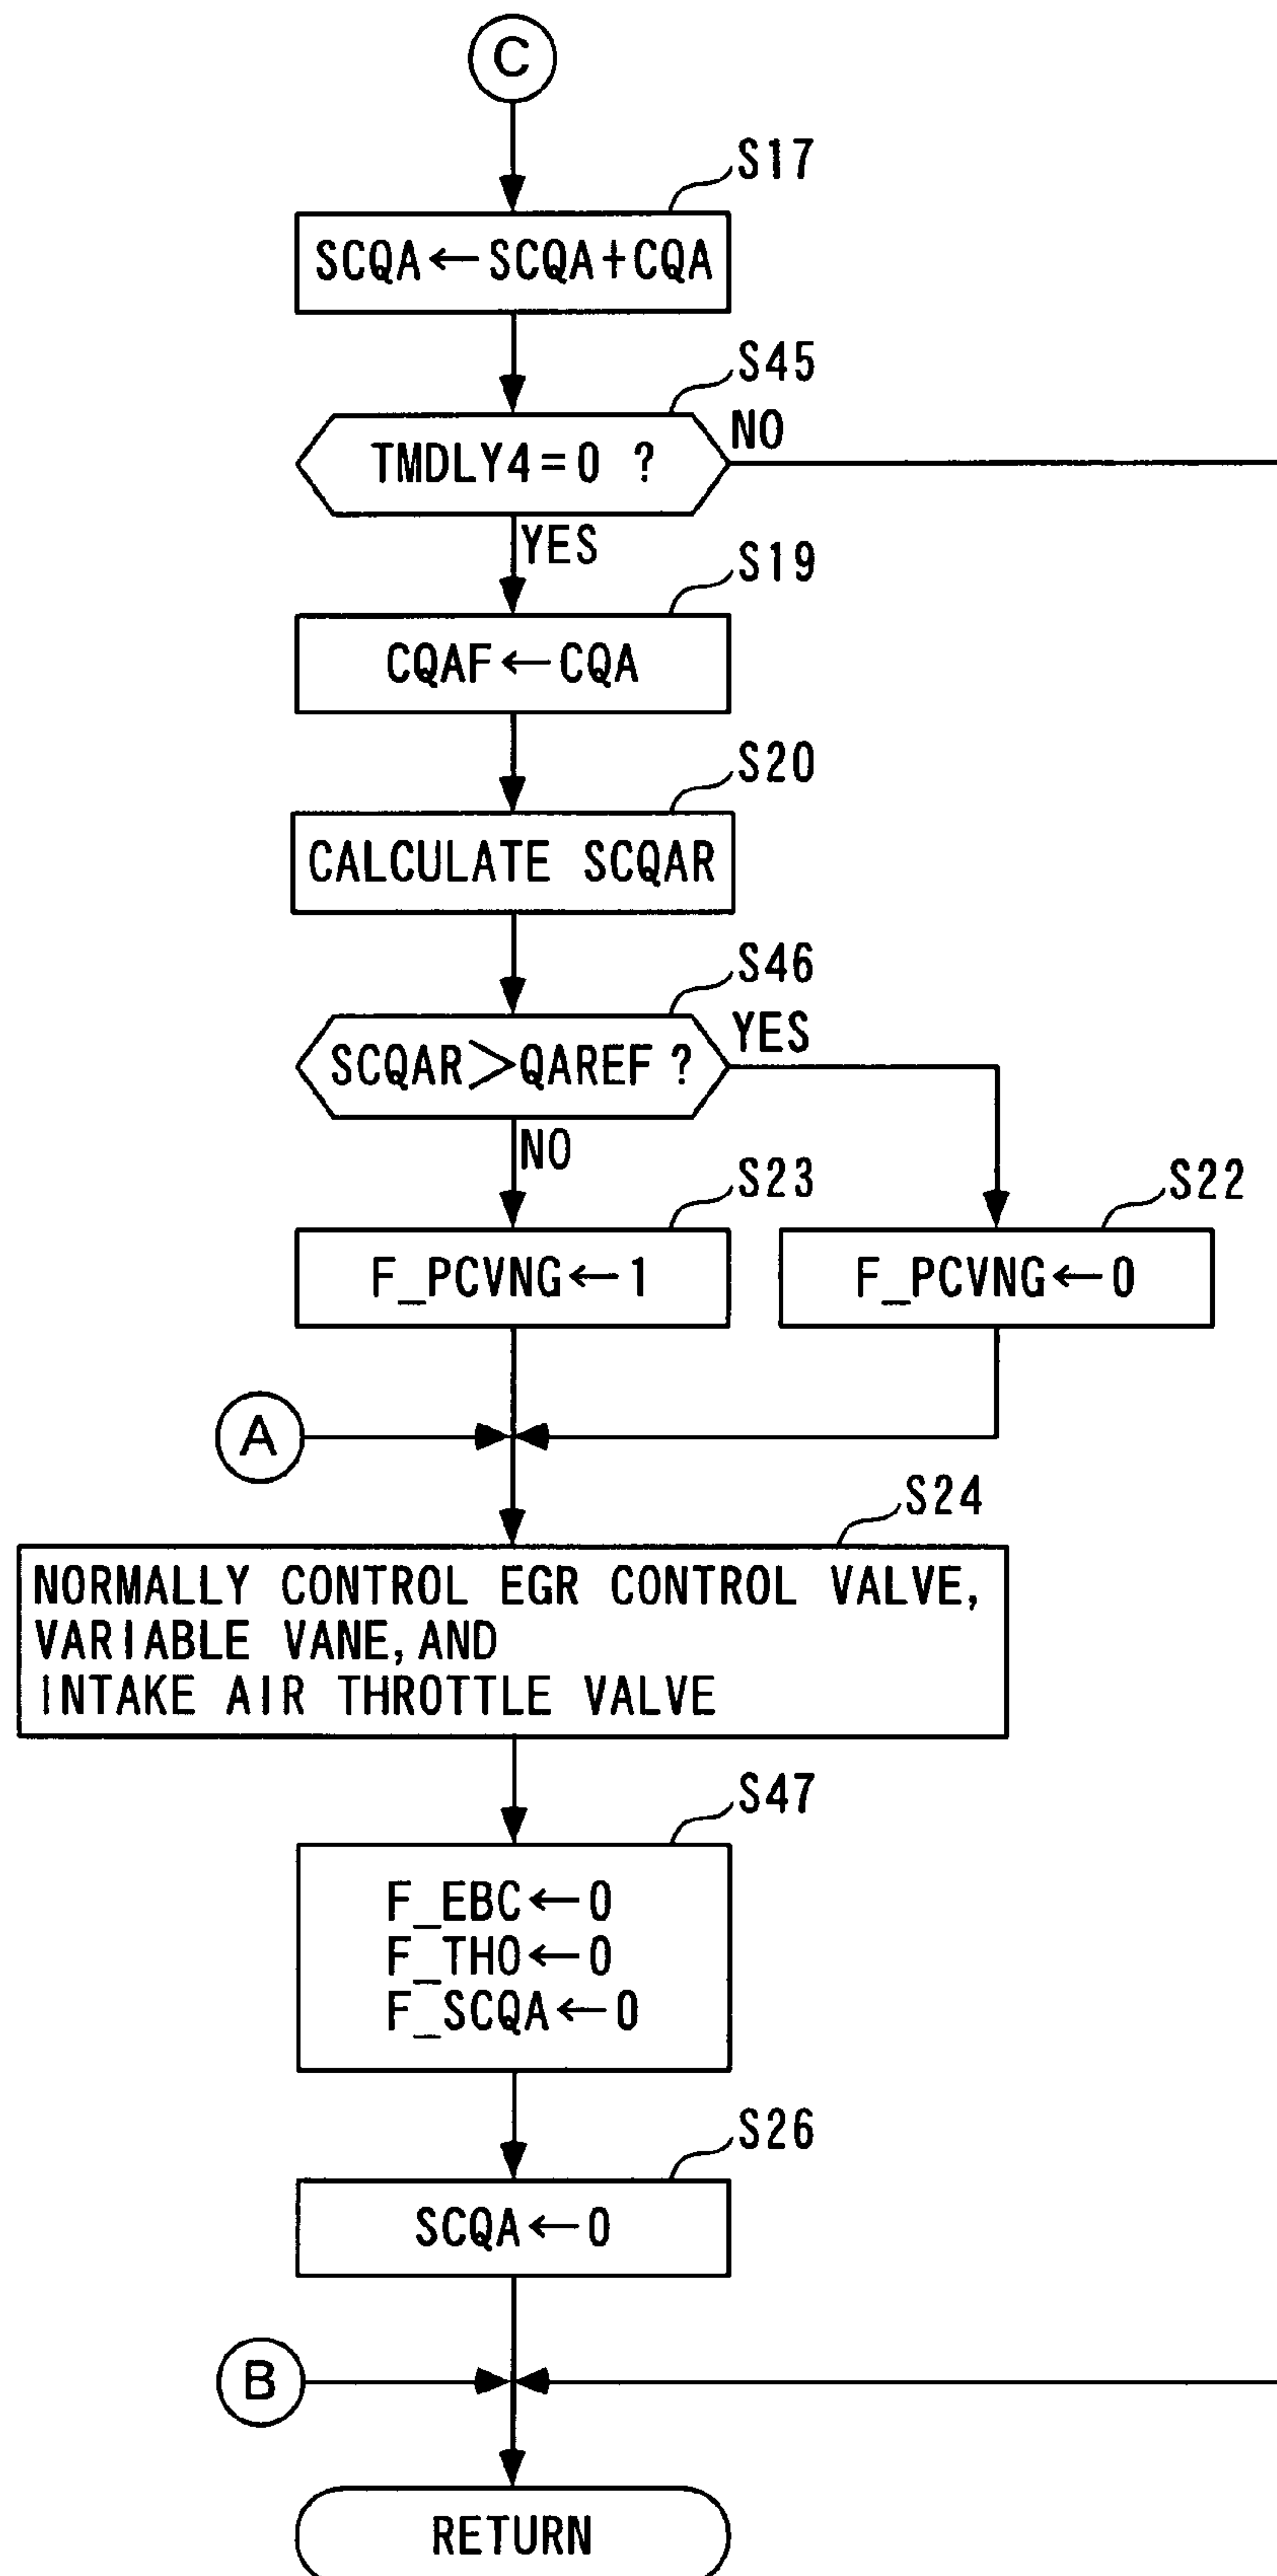 C
S17
SCQA←SCQA+CQA
S45
TMDLY4=0 ?
NO
YES
S19
CQAF←CQA
S20
CALCULATE SCQAR
S46
SCQAR>QAREF ?
YES
NO
S23
F_PCVNG←1
S22
F_PCVNG←0
A
S24
NORMALLY CONTROL EGR CONTROL VALVE,
VARIABLE VANE, AND
INTAKE AIR THROTTLE VALVE
S47
F_EBC←0
F_THO←0
F_SCQA←0
S26
SCQA←0
B
RETURN